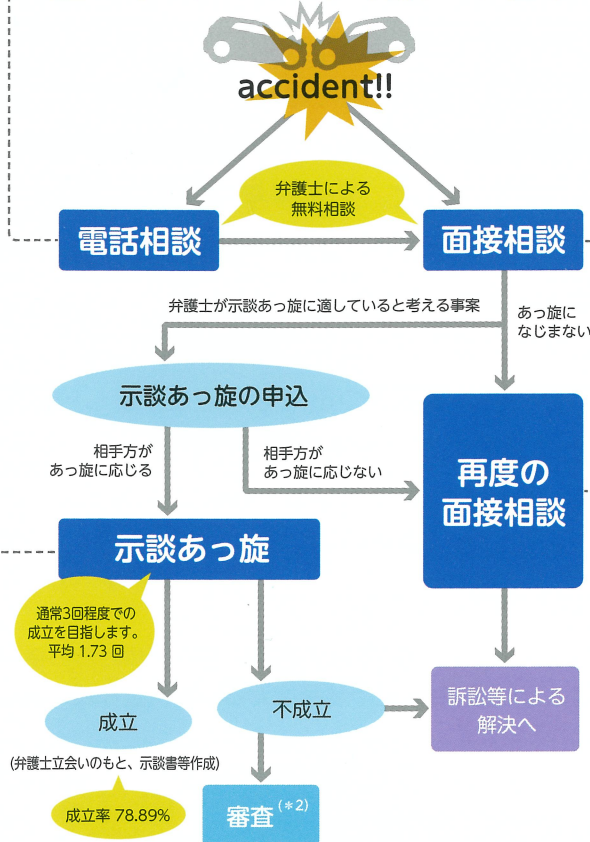 accident!!
弁護士による
無料相談
電話相談
面接相談
弁護士が示談あっ旋に適していると考える事案
あっ旋に
なじまない
示談あっ旋の申込
相手方が
あっ旋に応じる
相手方が
あっ旋に応じない
再度の
面接相談
示談あっ旋
通常3回程度での
成立を目指します。
平均 1.73 回
成立
不成立
訴訟等による
解決へ
(弁護士立会いのもと、示談書等作成)
成立率 78.89%
審査(*2)